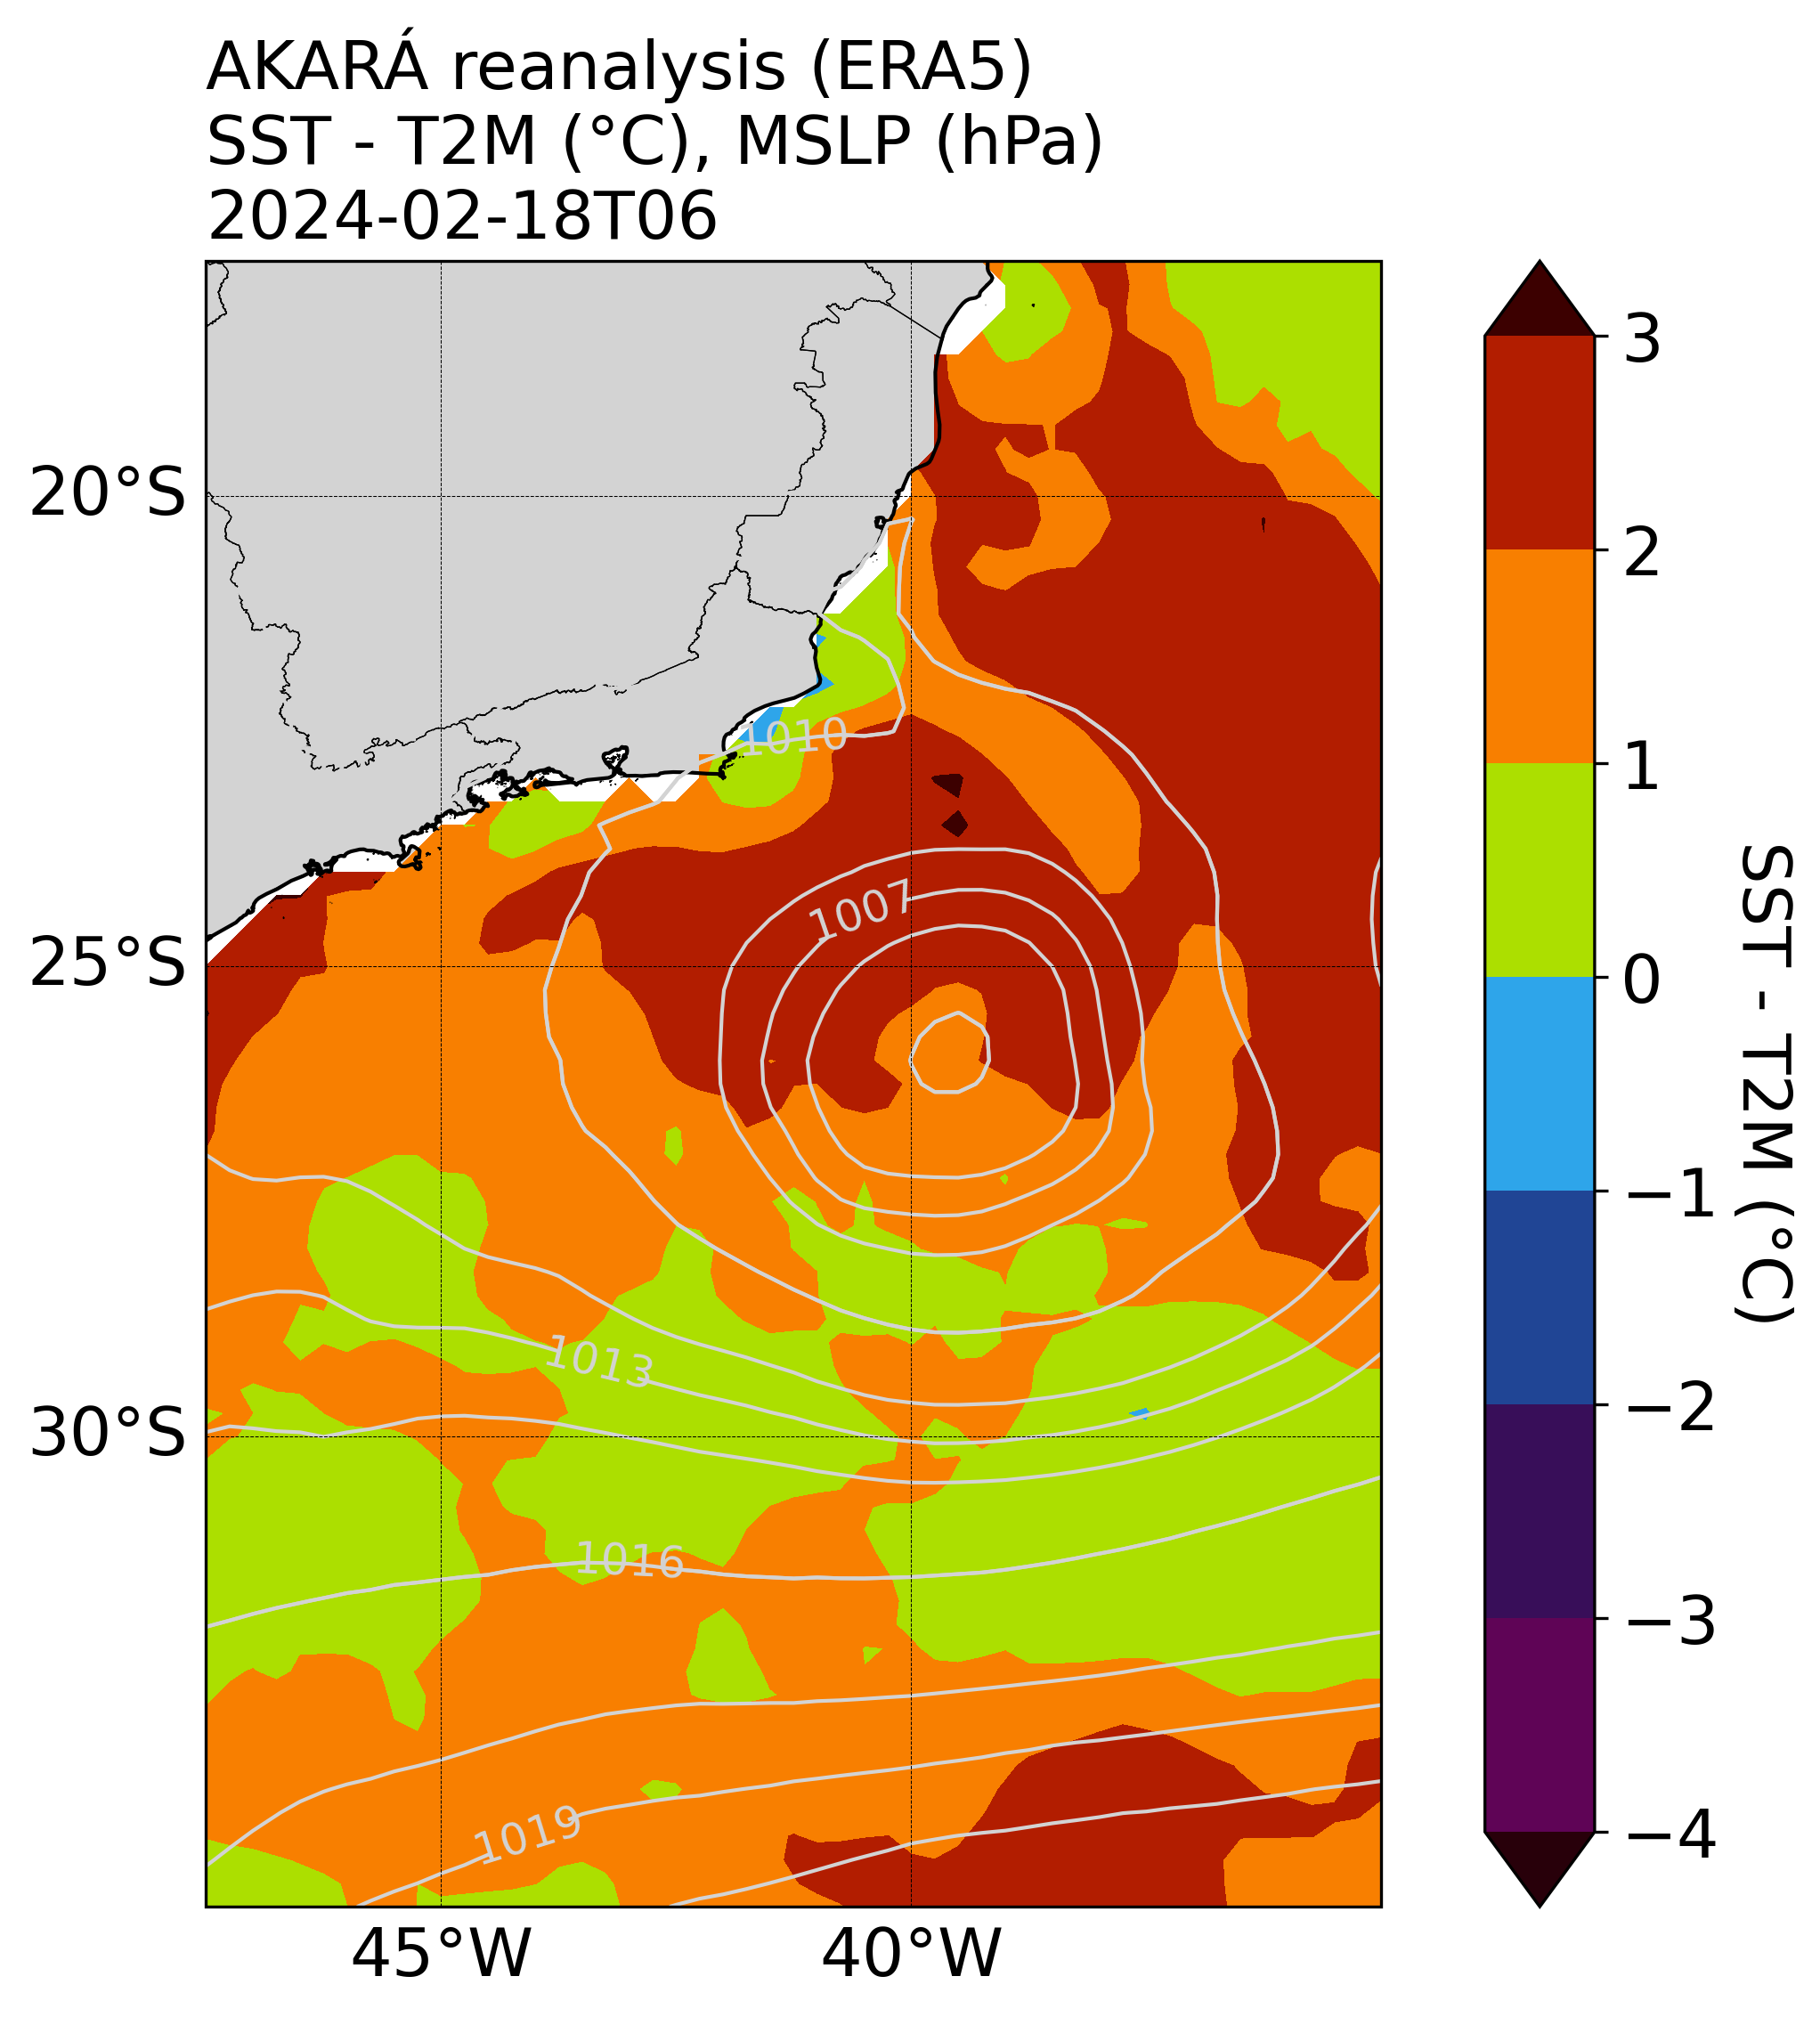 AKARÁ reanalysis (ERA5)
SST - T2M (°C), MSLP (hPa)
2024-02-18T06
20°S
25°S
30°S
45°W
40°W
1010
1007
1013
1016
1019
3
2
1
0
−1
−2
−3
−4
SST - T2M (°C)